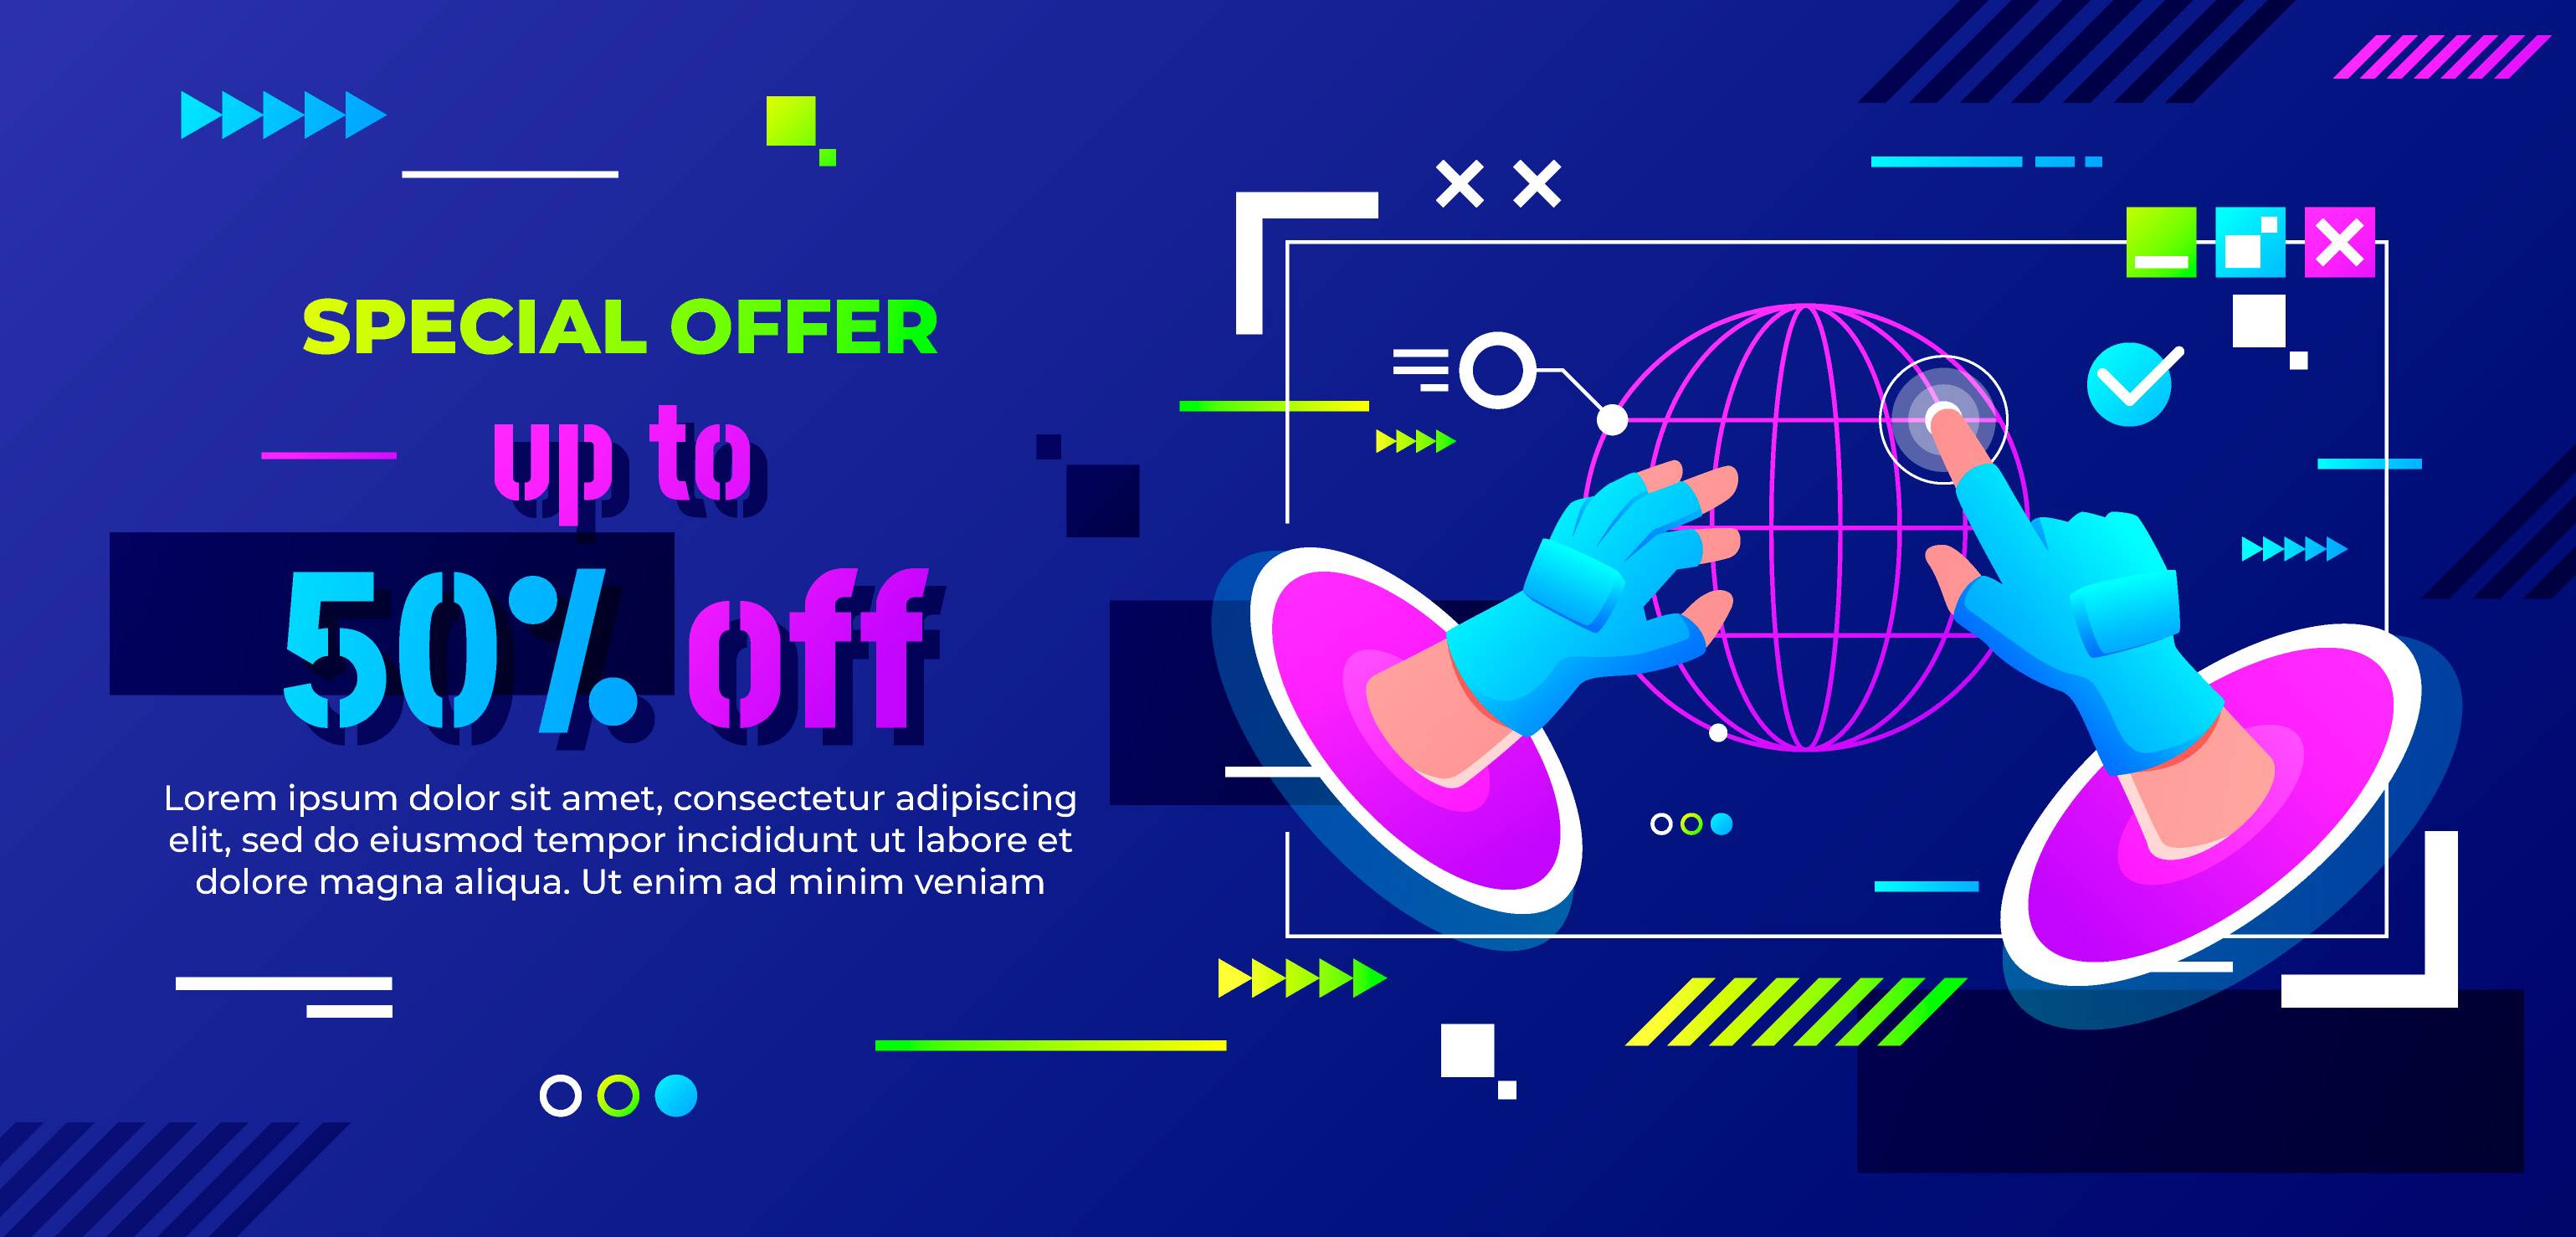 SPECIAL OFFER
up to
50% off
Lorem ipsum dolor sit amet, consectetur adipiscing
elit, sed do eiusmod tempor incididunt ut labore et
dolore magna aliqua. Ut enim ad minim veniam